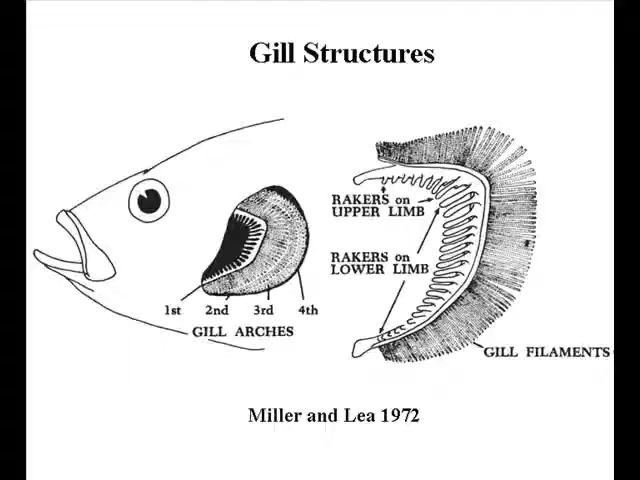 Gill Structures
RAKERS on
UPPER LIMB
RAKERS on
LOWER LIMB
1st 2nd 3rd 4th
GILL ARCHES
GILL FILAMENTS
Miller and Lea 1972